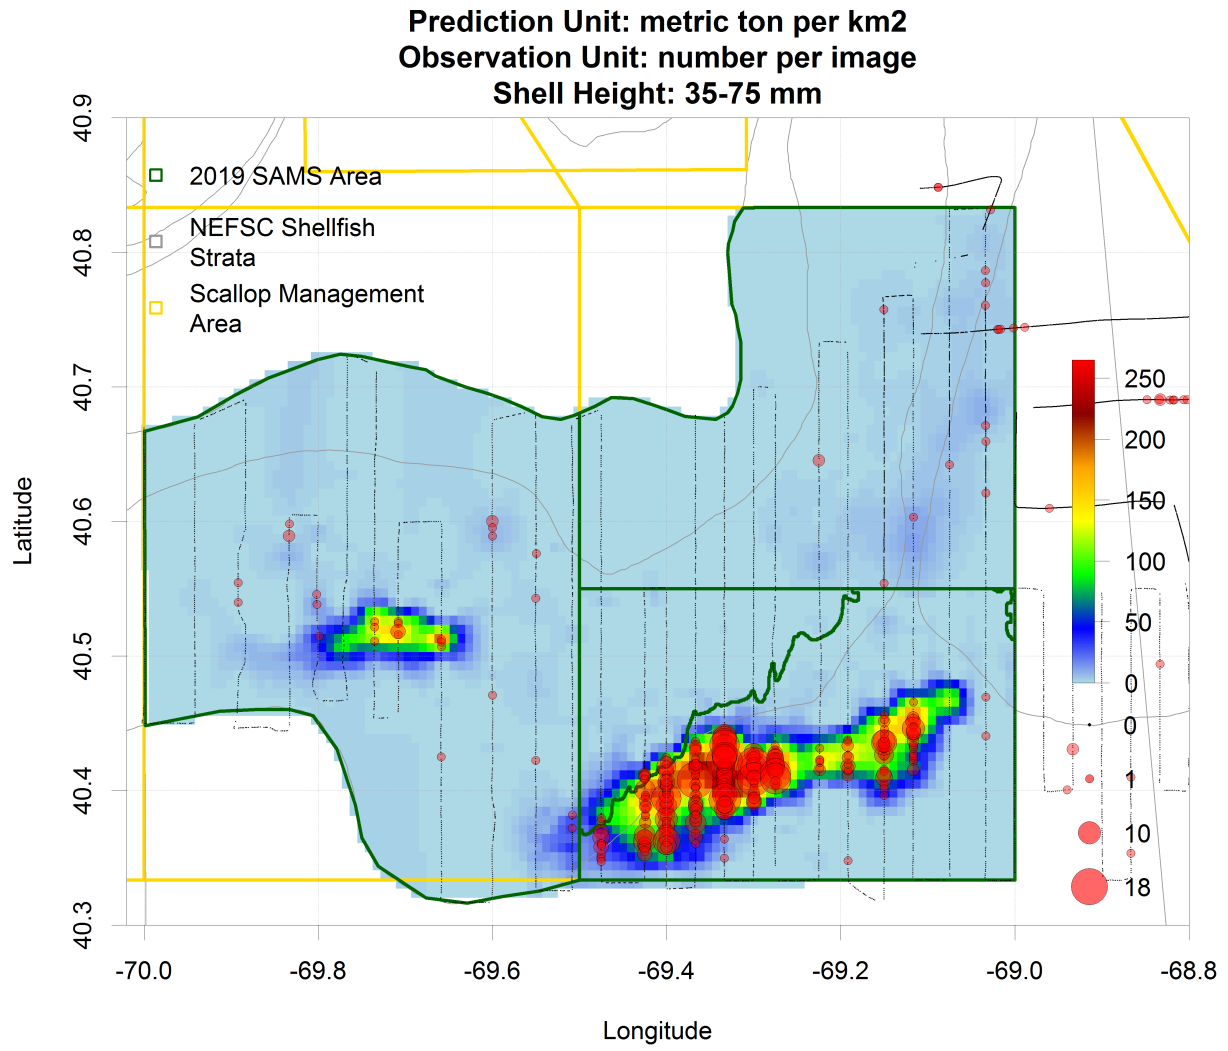 Prediction Unit: metric ton per km2
Observation Unit: number per image
Shell Height: 35-75 mm
2019 SAMS Area
NEFSC Shellfish
Strata
Scallop Management
Area
40.9
40.8
40.7
40.6
40.5
40.4
40.3
Latitude
250
200
150
100
50
0
0
1
10
18
-70.0
-69.8
-69.6
-69.4
-69.2
-69.0
-68.8
Longitude